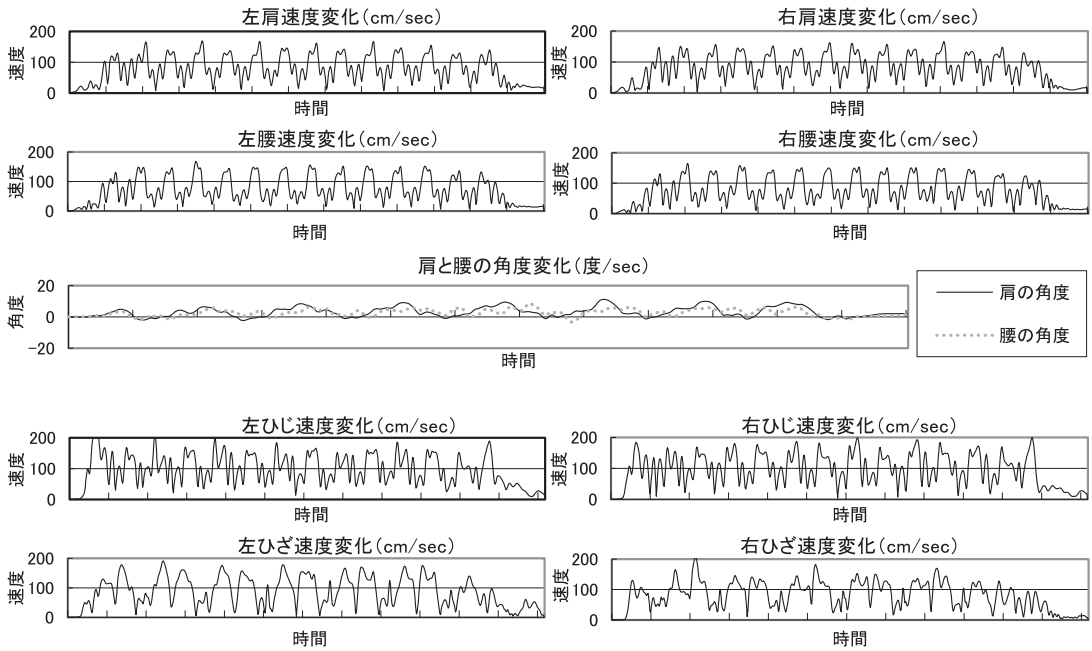 左肩速度変化(cm/sec)
200
100
0
速度
時間
右肩速度変化(cm/sec)
200
100
0
速度
時間
左腰速度変化(cm/sec)
200
100
0
速度
時間
右腰速度変化(cm/sec)
200
100
0
速度
時間
肩と腰の角度変化(度/sec)
20
0
-20
角度
時間
肩の角度
腰の角度
左ひじ速度変化(cm/sec)
200
100
0
速度
時間
右ひじ速度変化(cm/sec)
200
100
0
速度
時間
左ひざ速度変化(cm/sec)
200
100
0
速度
時間
右ひざ速度変化(cm/sec)
200
100
0
速度
時間